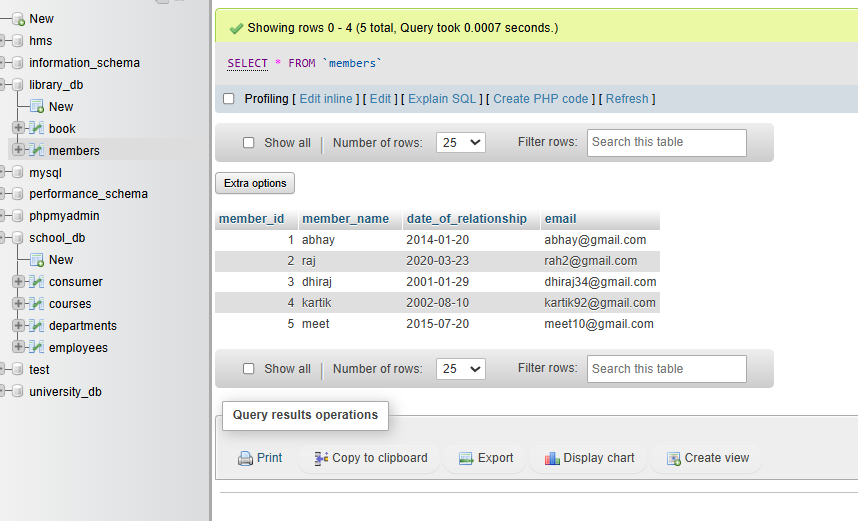 New
hms
information_schema
library_db
New
book
members
mysql
performance_schema
phpmyadmin
school_db
New
consumer
courses
departments
employees
test
university_db
Showing rows 0 - 4 (5 total, Query took 0.0007 seconds.)
SELECT * FROM `members`
Profiling [ Edit inline ] [ Edit ] [ Explain SQL ] [ Create PHP code ] [ Refresh ]
Show all | Number of rows: 25 Filter rows: Search this table
Extra options
member_id member_name date_of_relationship email
1 abhay 2014-01-20 abhay@gmail.com
2 raj 2020-03-23 rah2@gmail.com
3 dhiraj 2001-01-29 dhiraj34@gmail.com
4 kartik 2002-08-10 kartik92@gmail.com
5 meet 2015-07-20 meet10@gmail.com
Show all | Number of rows: 25 Filter rows: Search this table
Query results operations
Print Copy to clipboard Export Display chart Create view